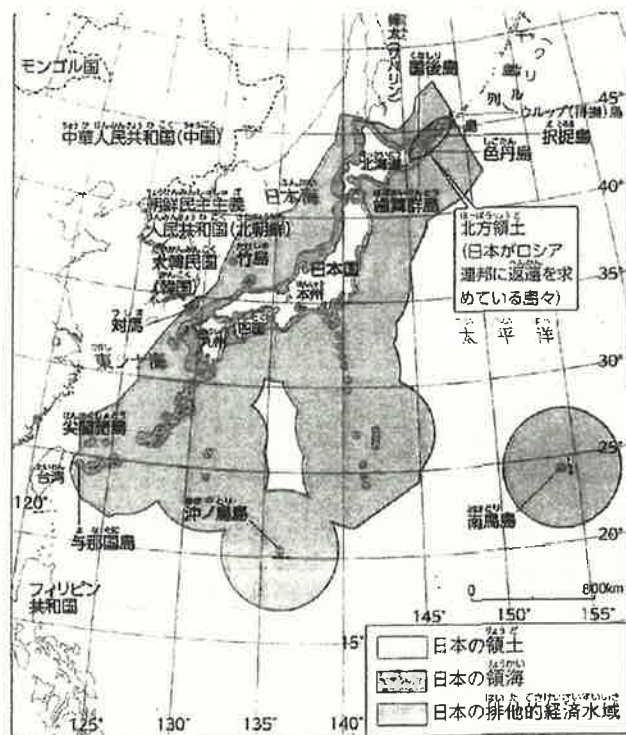 モンゴル国
樺太(サハリン)
国後島
クリル列島
ウルップ(得撫)島
択捉島
色丹島
中華人民共和国(中国)
北海道
歯舞群島
朝鮮民主主義
人民共和国(北朝鮮)
日本海
大韓民国
(韓国)
竹島
日本国
本州
北方領土
(日本がロシア
連邦に返還を求
めている島々)
対馬
四国
九州
太平洋
東シナ海
尖閣諸島
台湾
与那国島
沖ノ鳥島
南鳥島
フィリピン
共和国
45°
40°
35°
30°
25°
20°
15°
120°
125°
130°
135°
140°
145°
150°
155°
0 800km
日本の領土
日本の領海
日本の排他的経済水域